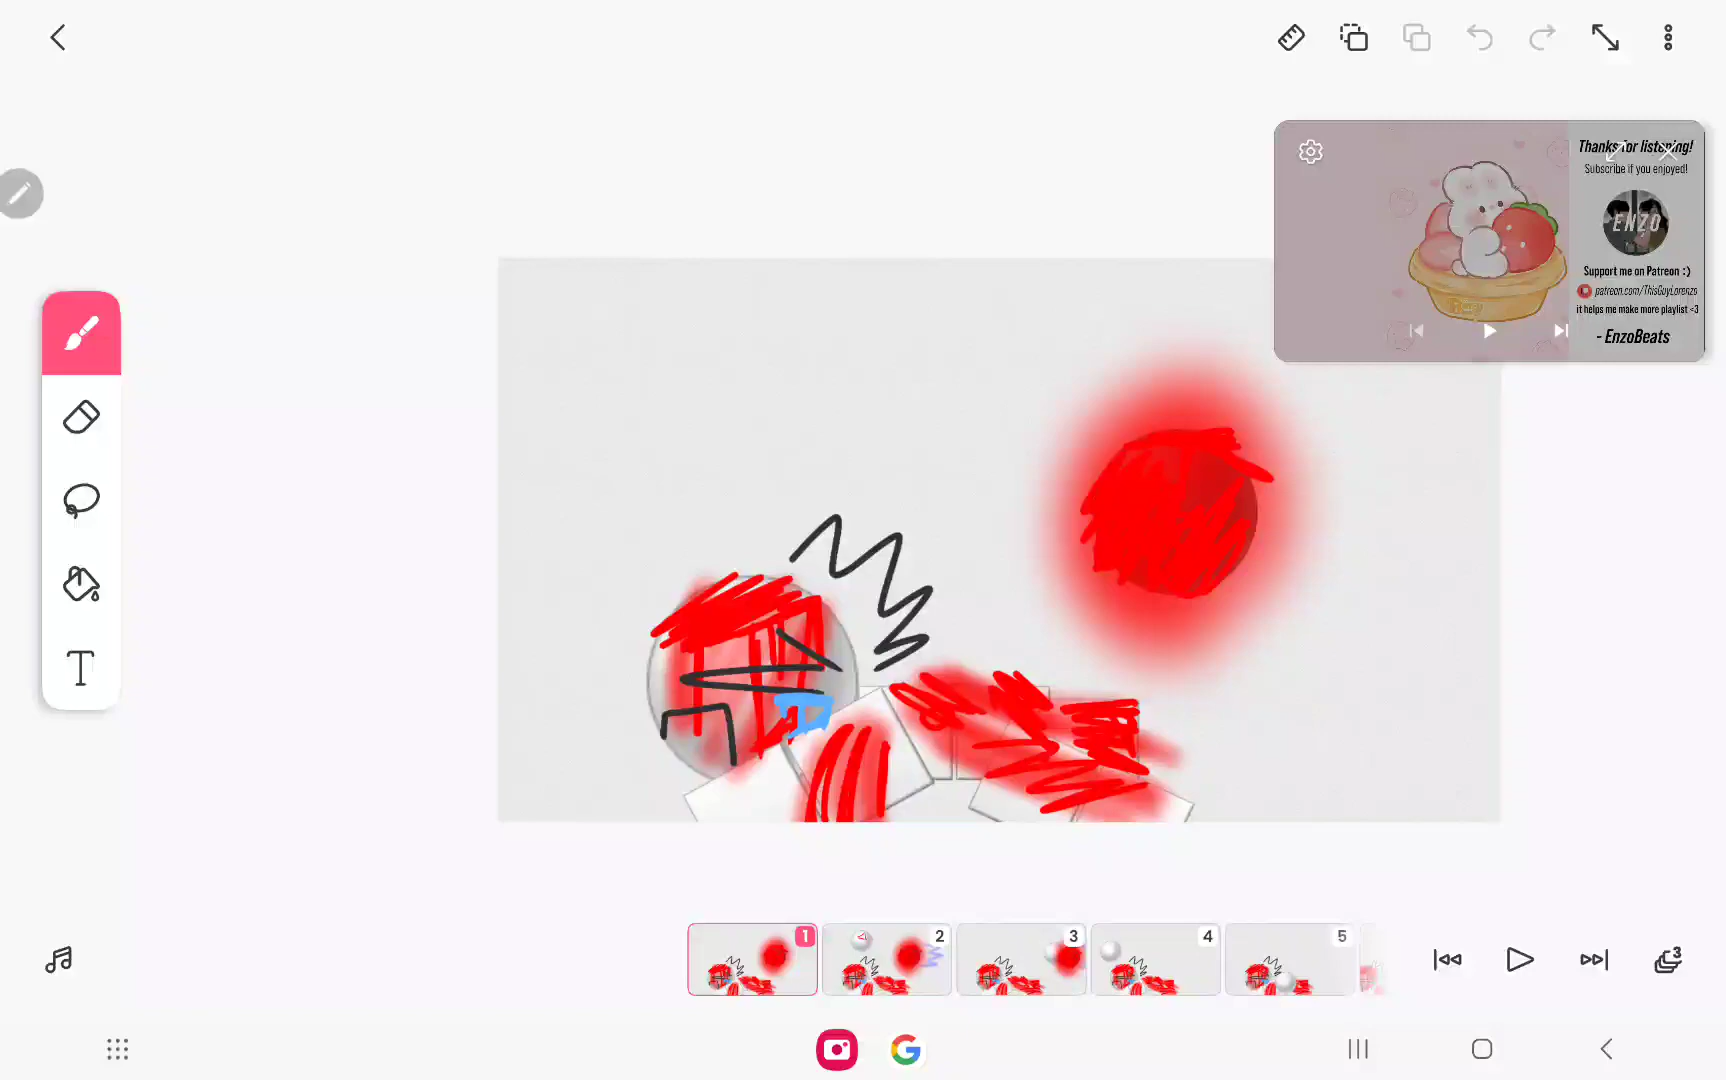 Thanks for listening!
Subscribe if you enjoyed!
ENZO
Support me on Patreon :)
patreon.com/ThisGuyLorenzo
it helps me make more playlist <3
- EnzoBeats
T
1
2
3
4
5
3